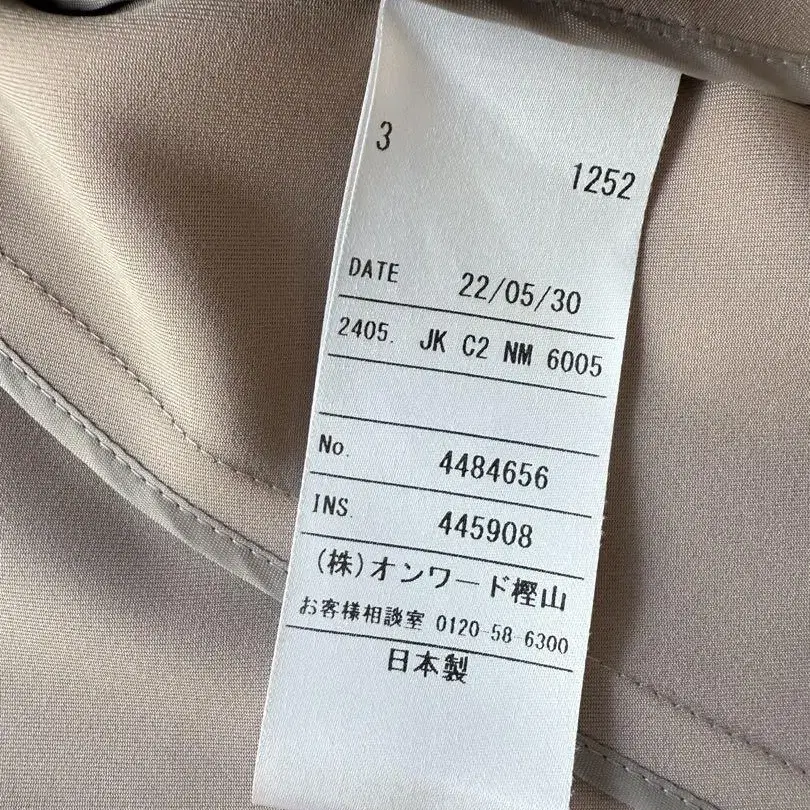 3
1252
DATE 22/05/30
2405. JK C2 NM 6005
No. 4484656
INS. 445908
(株)オンワード樫山
お客様相談室 0120-58-6300
日本製